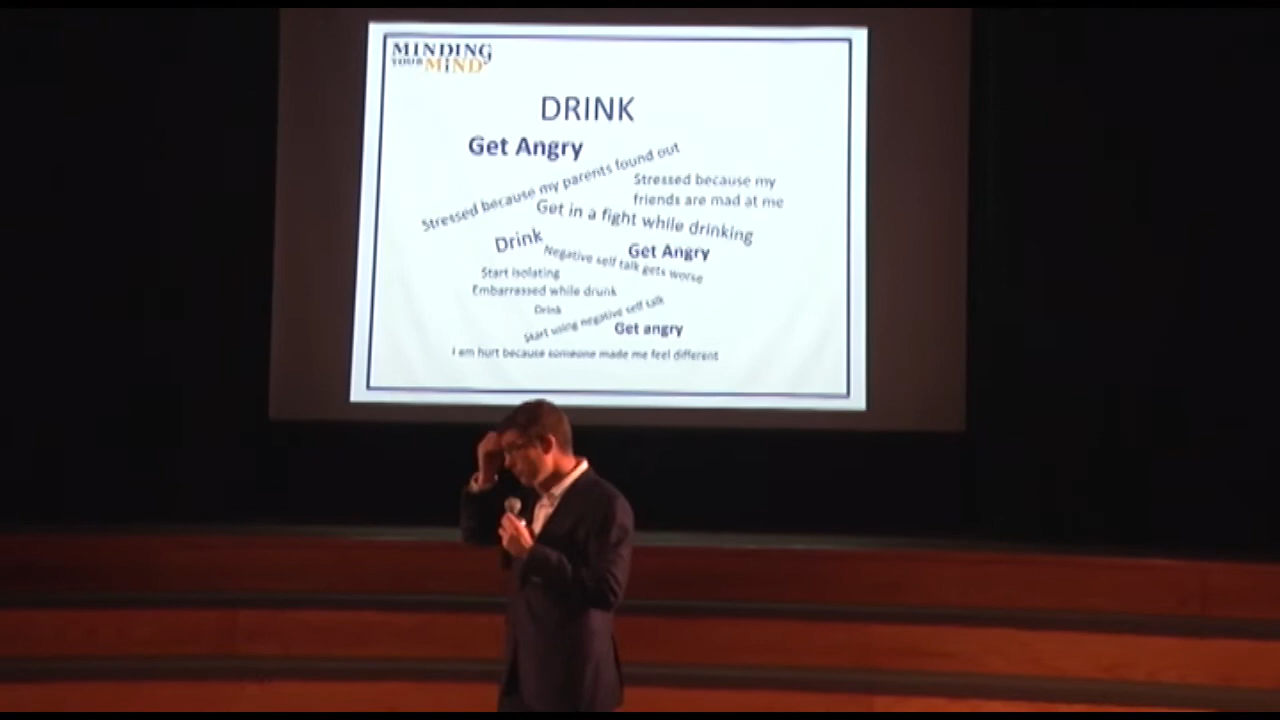 MINDING
YOUR MIND
DRINK
Get Angry
Stressed because my parents found out
Stressed because my
friends are mad at me
Get in a fight while drinking
Drink
Get Angry
Negative self talk gets worse
Start isolating
Embarrassed while drunk
Drink
Start using negative self talk
Get angry
I am hurt because someone made me feel different